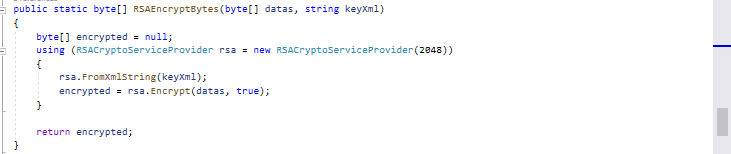 public static byte[] RSAEncryptBytes(byte[] datas, string keyXml)
{
    byte[] encrypted = null;
    using (RSACryptoServiceProvider rsa = new RSACryptoServiceProvider(2048))
    {
        rsa.FromXmlString(keyXml);
        encrypted = rsa.Encrypt(datas, true);
    }

    return encrypted;
}